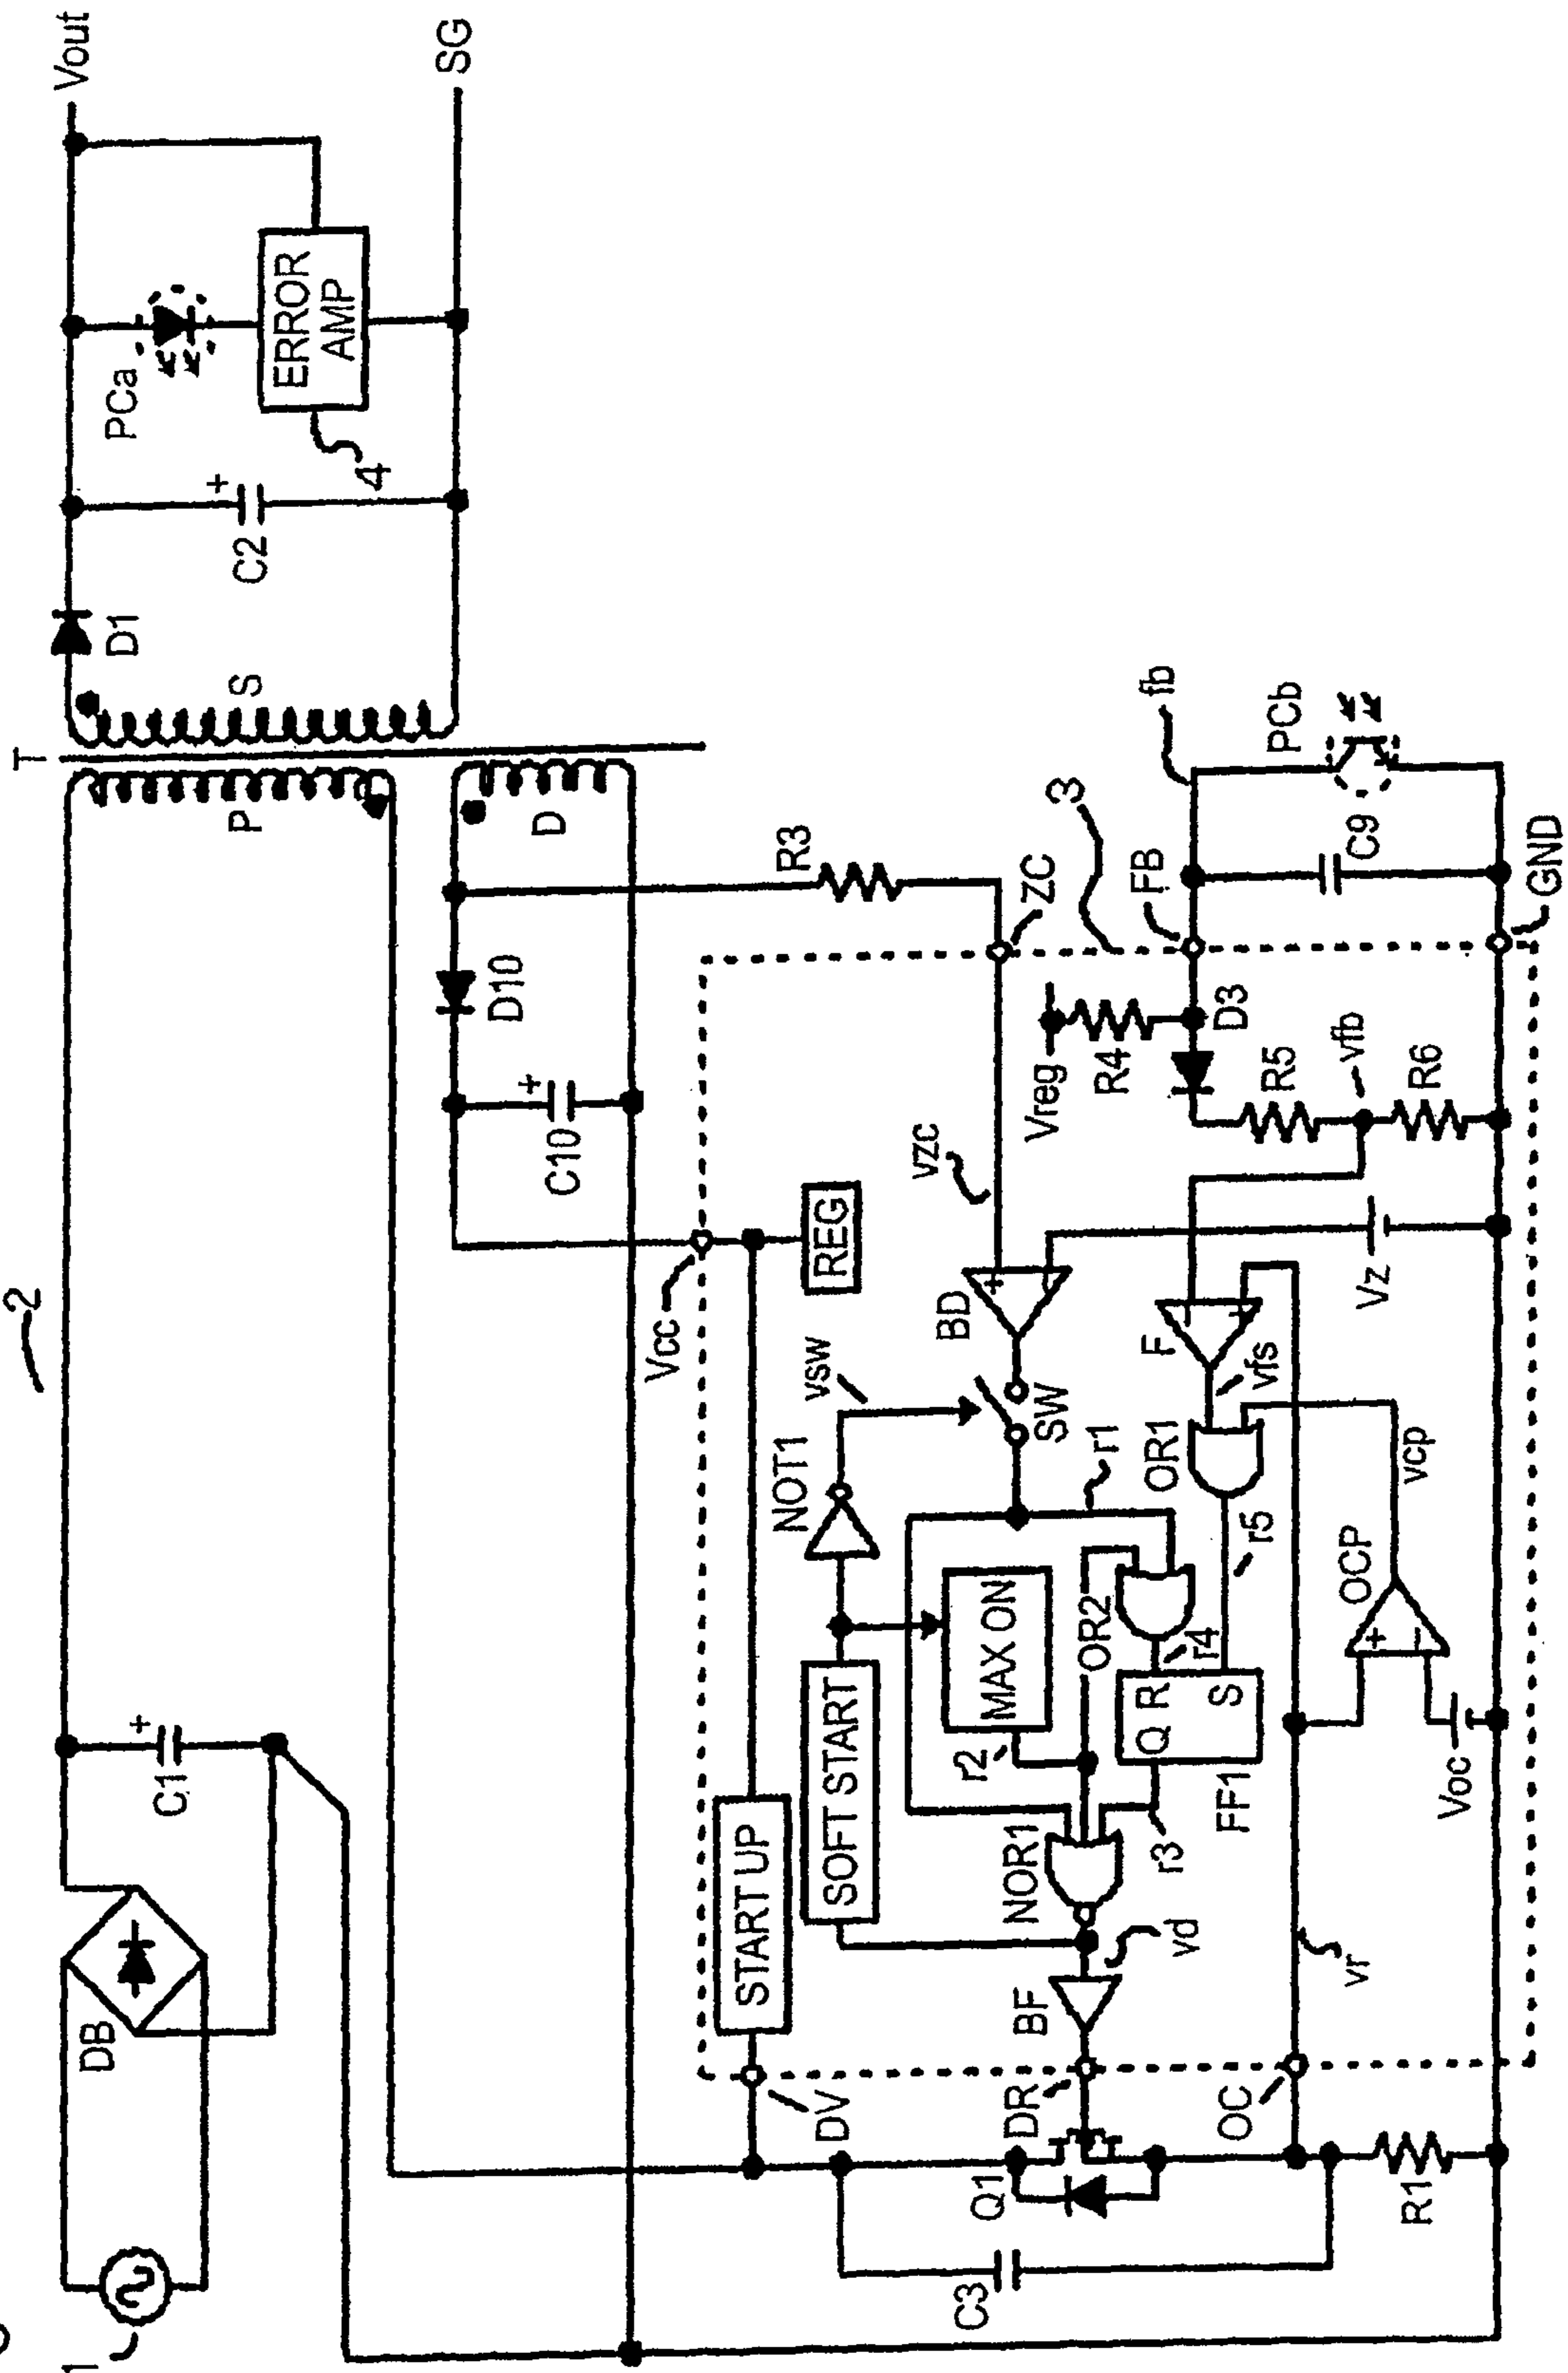 2
1
DB
C1
+
T
P
S
D1
C2
+
PCa
ERROR
AMP
4
Vout
SG
D
D10
C10
+
Vcc
R3
ZC
3
FB
fb
PCb
C9
GND
START UP
REG
DV
SOFT START
NOT1
vsw
BD
+
-
vzc
Vreg
R4
D3
R5
vfb
R6
MAX ON
r2
SW
r1
OR2
r4
OR1
r5
F
-
+
vfs
Vz
NOR1
r3
Q
R
S
FF1
vd
BF
DR
Q1
C3
OC
vr
R1
OCP
+
-
vcp
Voc